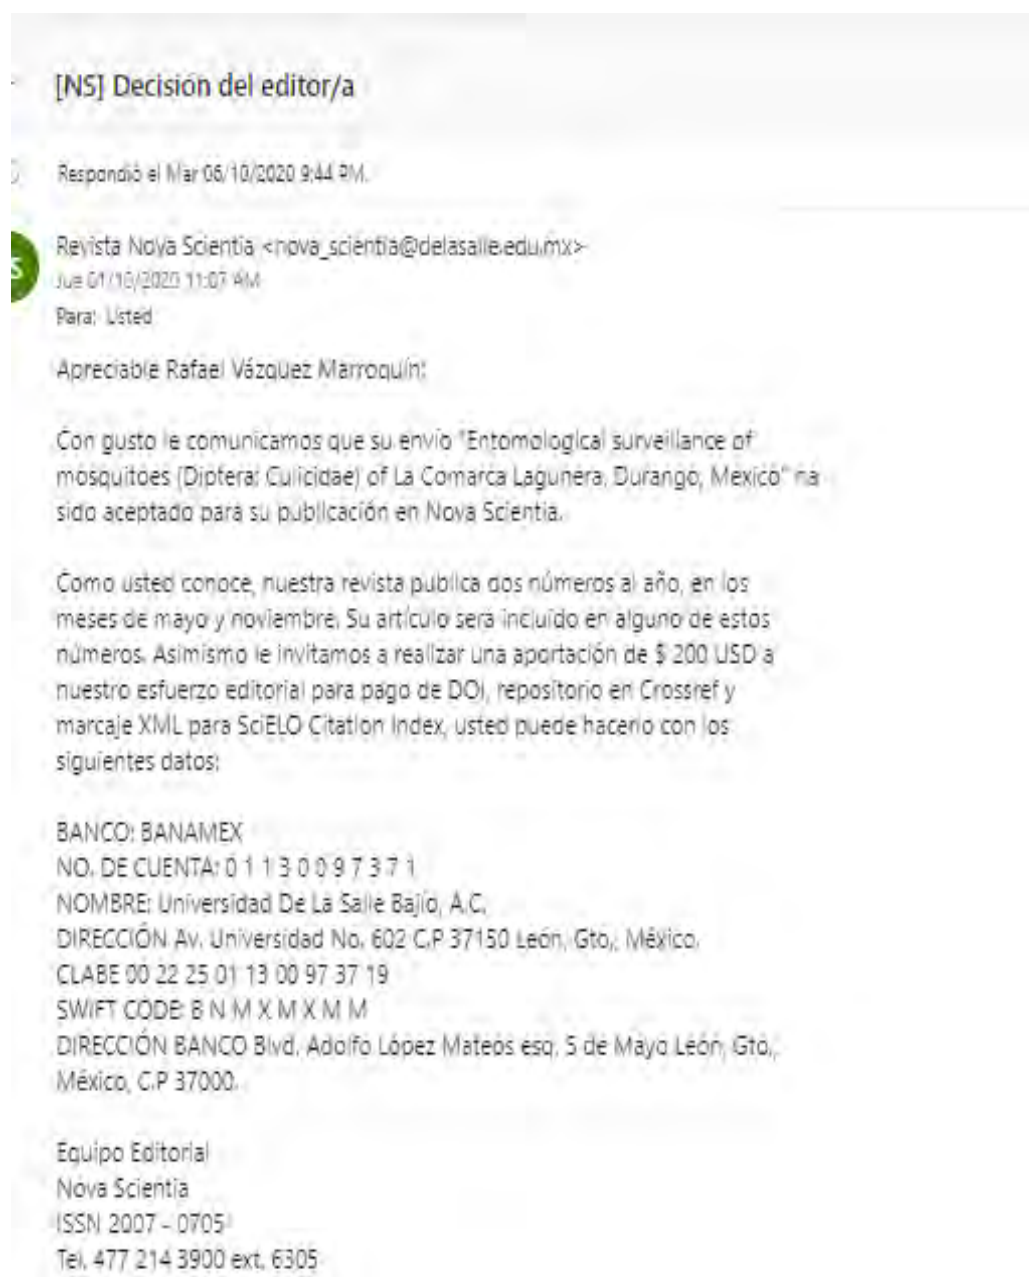 [NS] Decisión del editor/a
Respondió el Mar 06/10/2020 9:44 PM.
Revista Nova Scientia <nova_scientia@delasalle.edu.mx>
Jue 01/10/2020 11:07 AM
Para: Usted
Apreciable Rafael Vázquez Marroquín:
Con gusto le comunicamos que su envío "Entomological surveillance of
mosquitoes (Diptera: Culicidae) of La Comarca Lagunera, Durango, Mexico" ha
sido aceptado para su publicación en Nova Scientia.
Como usted conoce, nuestra revista publica dos números al año, en los
meses de mayo y noviembre. Su artículo será incluido en alguno de estos
números. Asimismo le invitamos a realizar una aportación de $ 200 USD a
nuestro esfuerzo editorial para pago de DOI, repositorio en Crossref y
marcaje XML para SciELO Citation Index, usted puede hacerlo con los
siguientes datos:
BANCO: BANAMEX
NO. DE CUENTA: 0 1 1 3 0 0 9 7 3 7 1
NOMBRE: Universidad De La Salle Bajío, A.C.
DIRECCIÓN Av. Universidad No. 602 C.P 37150 León, Gto., México.
CLABE 00 22 25 01 13 00 97 37 19
SWIFT CODE: B N M X M X M M
DIRECCIÓN BANCO Blvd. Adolfo López Mateos esq. 5 de Mayo León, Gto.,
México, C.P 37000.
Equipo Editorial
Nova Scientia
ISSN 2007 - 0705
Tel. 477 214 3900 ext. 6305